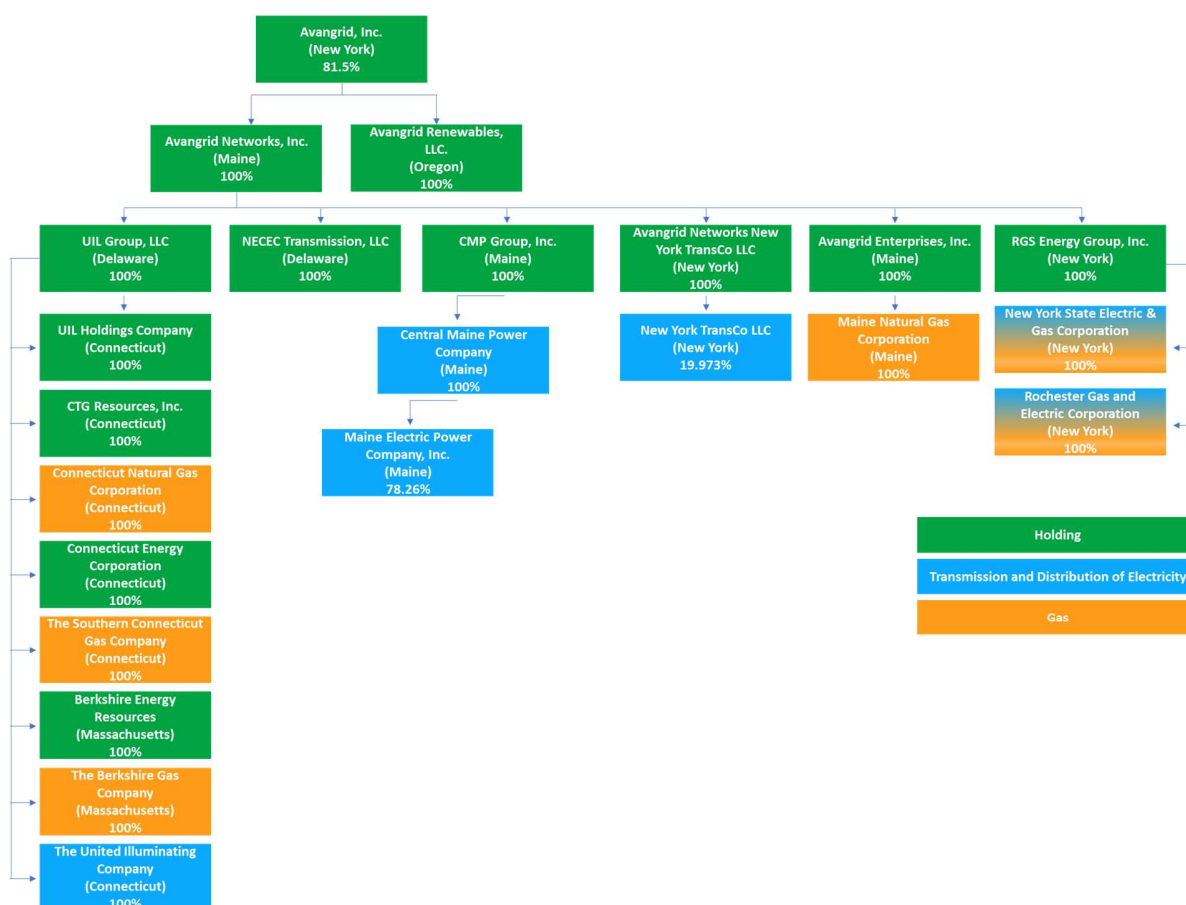 Avangrid, Inc.
(New York)
81.5%
Avangrid Networks, Inc.
(Maine)
100%
Avangrid Renewables,
LLC.
(Oregon)
100%
UIL Group, LLC
(Delaware)
100%
NECEC Transmission, LLC
(Delaware)
100%
CMP Group, Inc.
(Maine)
100%
Avangrid Networks New
York TransCo LLC
(New York)
100%
Avangrid Enterprises, Inc.
(Maine)
100%
RGS Energy Group, Inc.
(New York)
100%
UIL Holdings Company
(Connecticut)
100%
CTG Resources, Inc.
(Connecticut)
100%
Connecticut Natural Gas
Corporation
(Connecticut)
100%
Connecticut Energy
Corporation
(Connecticut)
100%
The Southern Connecticut
Gas Company
(Connecticut)
100%
Berkshire Energy
Resources
(Massachusetts)
100%
The Berkshire Gas
Company
(Massachusetts)
100%
The United Illuminating
Company
(Connecticut)
100%
Central Maine Power
Company
(Maine)
100%
Maine Electric Power
Company, Inc.
(Maine)
78.26%
New York TransCo LLC
(New York)
19.973%
Maine Natural Gas
Corporation
(Maine)
100%
New York State Electric &
Gas Corporation
(New York)
100%
Rochester Gas and
Electric Corporation
(New York)
100%
Holding
Transmission and Distribution of Electricity
Gas